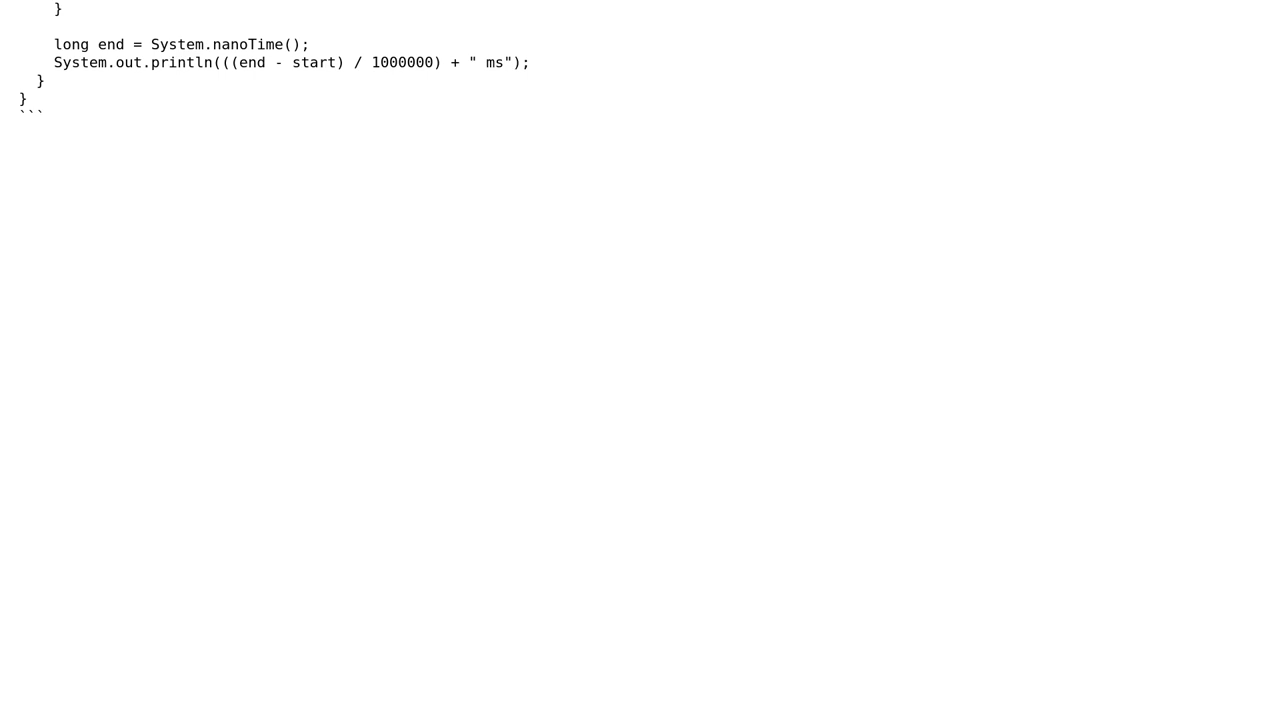 }

    long end = System.nanoTime();
    System.out.println(((end - start) / 1000000) + " ms");
  }
}
```